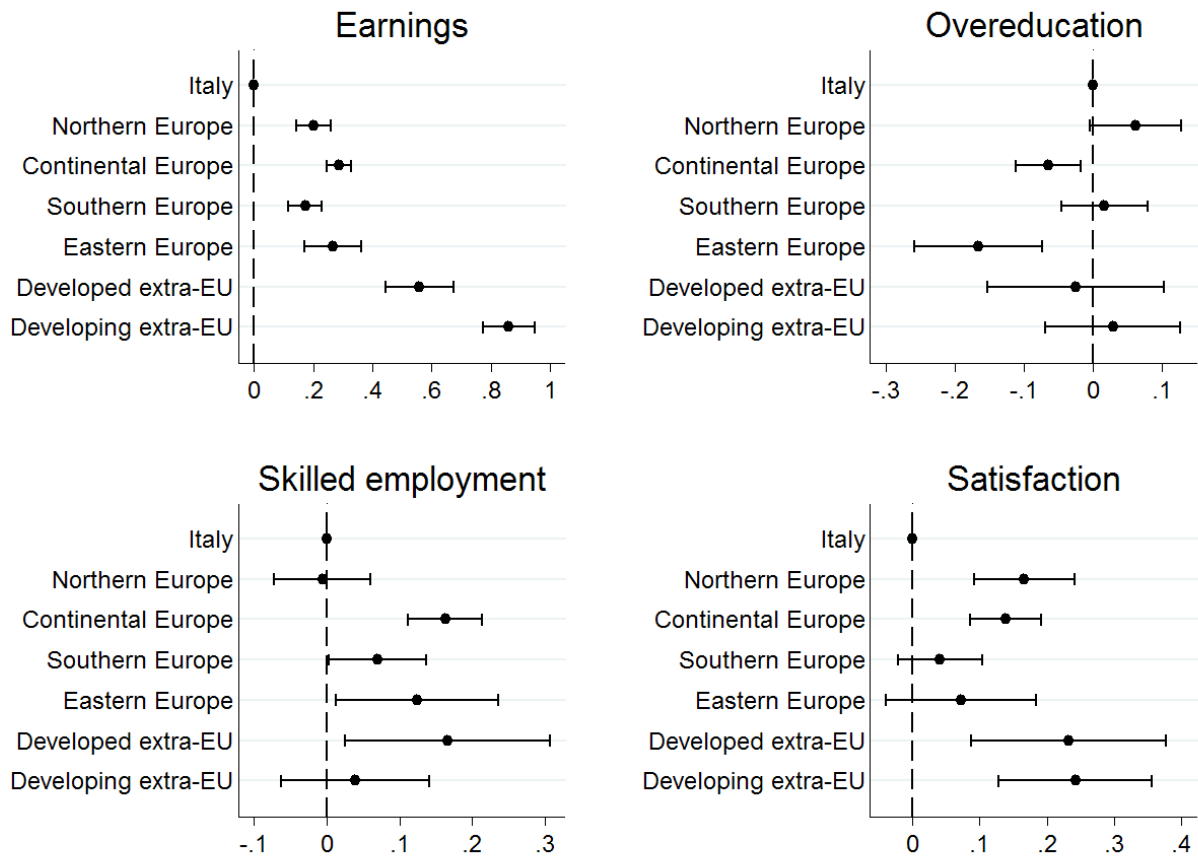 Earnings
Italy
Northern Europe
Continental Europe
Southern Europe
Eastern Europe
Developed extra-EU
Developing extra-EU
0 .2 .4 .6 .8 1
Overeducation
Italy
Northern Europe
Continental Europe
Southern Europe
Eastern Europe
Developed extra-EU
Developing extra-EU
-.3 -.2 -.1 0 .1
Skilled employment
Italy
Northern Europe
Continental Europe
Southern Europe
Eastern Europe
Developed extra-EU
Developing extra-EU
-.1 0 .1 .2 .3
Satisfaction
Italy
Northern Europe
Continental Europe
Southern Europe
Eastern Europe
Developed extra-EU
Developing extra-EU
0 .1 .2 .3 .4